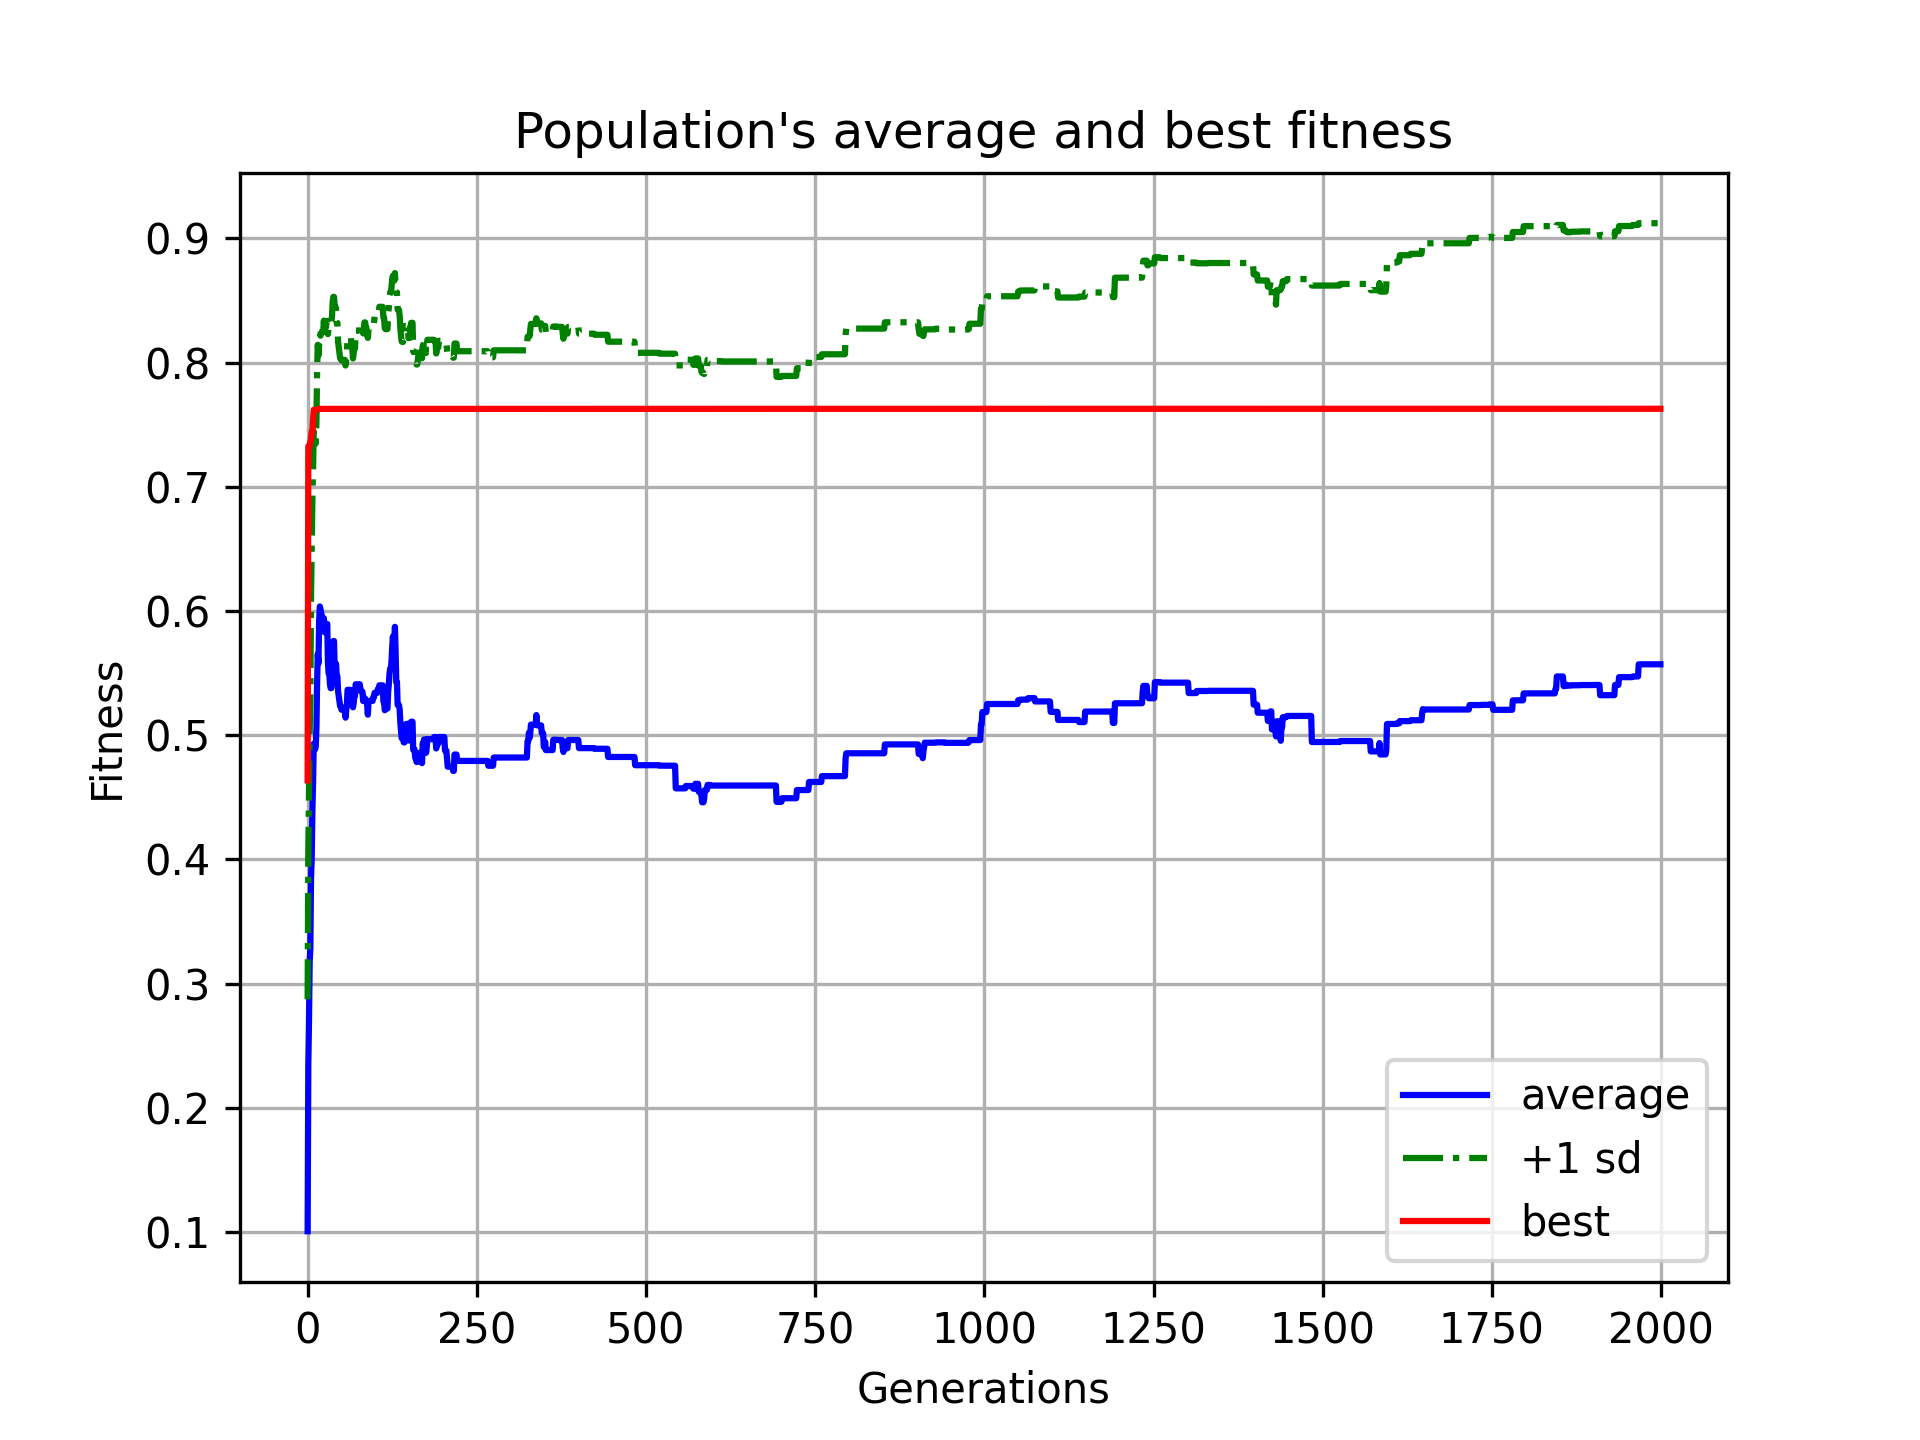 Population's average and best fitness
Fitness
0.9
0.8
0.7
0.6
0.5
0.4
0.3
0.2
0.1
average
+1 sd
best
0 250 500 750 1000 1250 1500 1750 2000
Generations